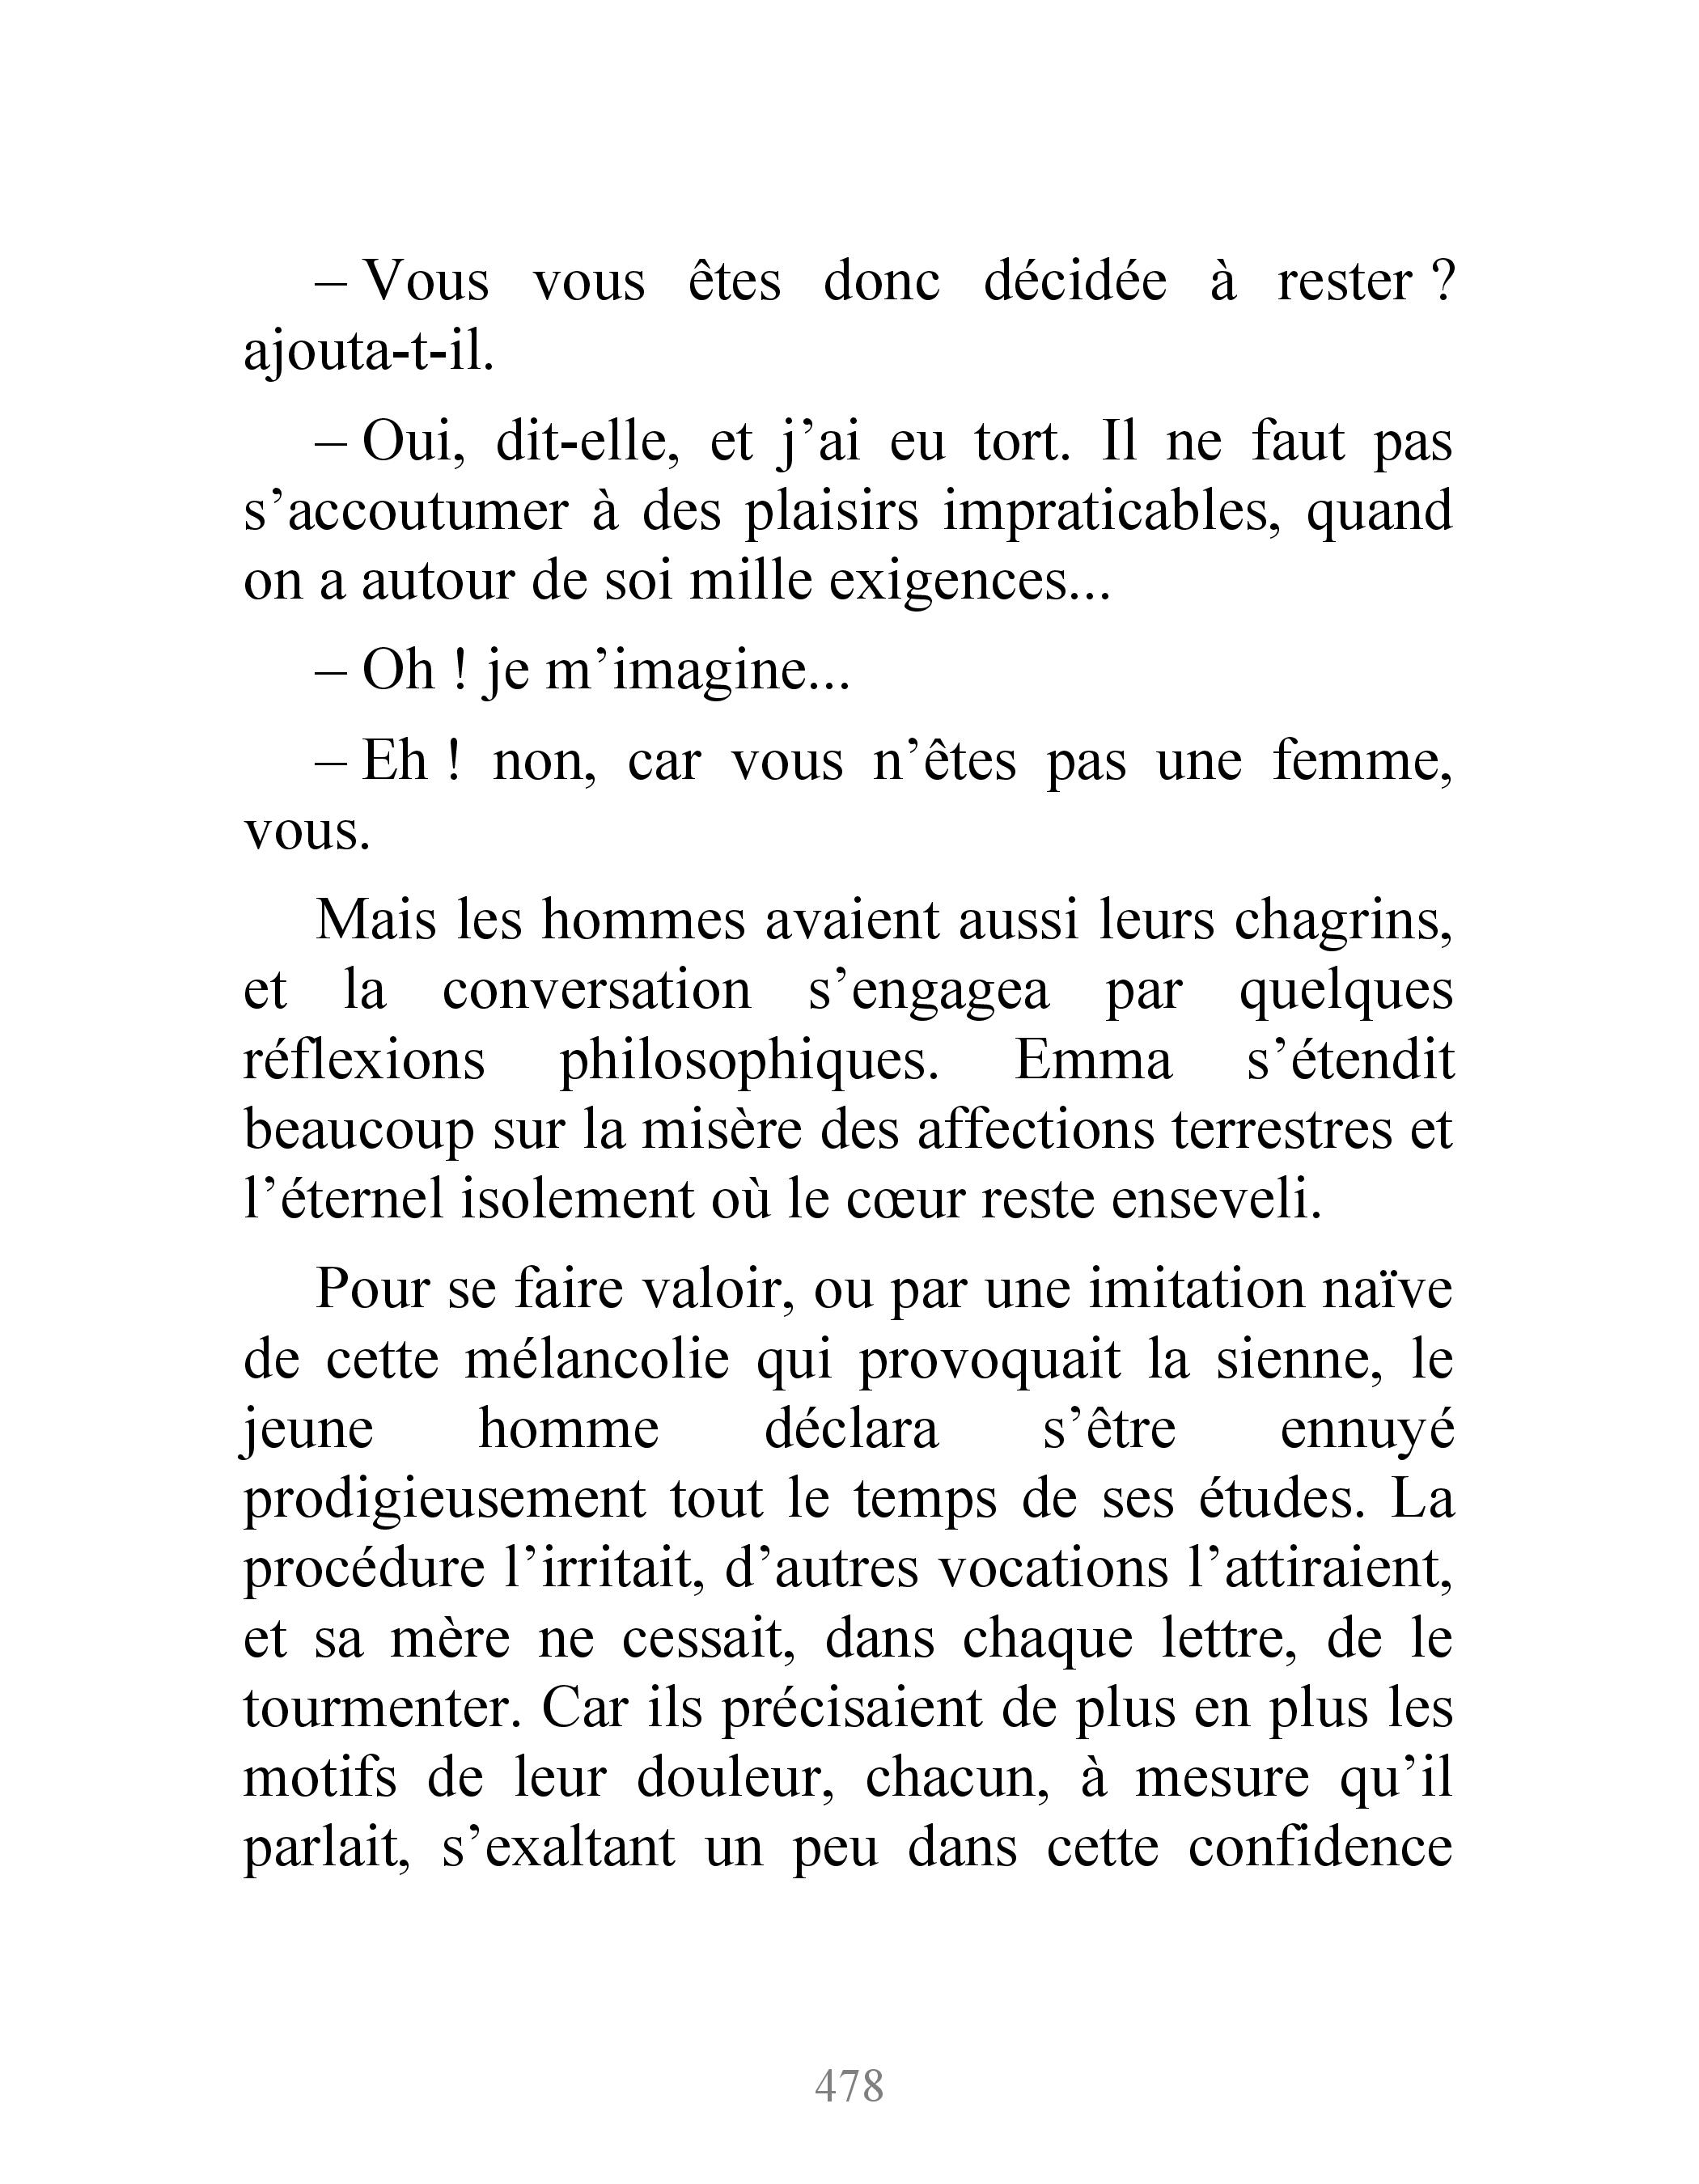 – Vous vous êtes donc décidée à rester ?
ajouta-t-il.
– Oui, dit-elle, et j’ai eu tort. Il ne faut pas
s’accoutumer à des plaisirs impraticables, quand
on a autour de soi mille exigences...
– Oh ! je m’imagine...
– Eh ! non, car vous n’êtes pas une femme,
vous.
Mais les hommes avaient aussi leurs chagrins,
et la conversation s’engagea par quelques
réflexions philosophiques. Emma s’étendit
beaucoup sur la misère des affections terrestres et
l’éternel isolement où le cœur reste enseveli.
Pour se faire valoir, ou par une imitation naïve
de cette mélancolie qui provoquait la sienne, le
jeune homme déclara s’être ennuyé
prodigieusement tout le temps de ses études. La
procédure l’irritait, d’autres vocations l’attiraient,
et sa mère ne cessait, dans chaque lettre, de le
tourmenter. Car ils précisaient de plus en plus les
motifs de leur douleur, chacun, à mesure qu’il
parlait, s’exaltant un peu dans cette confidence
478